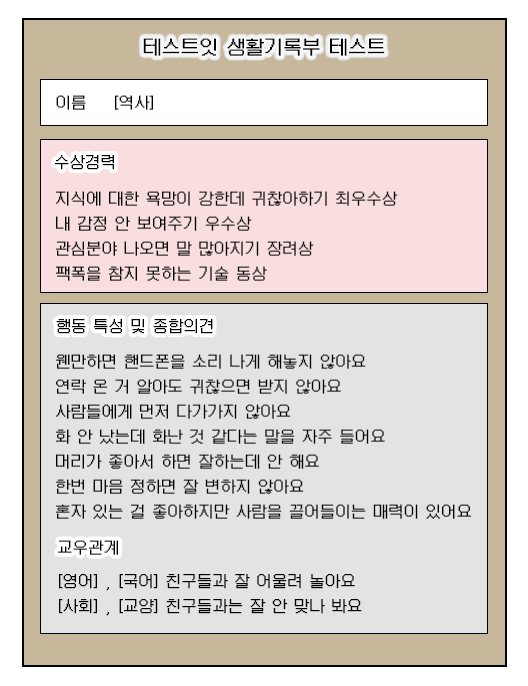 테스트잇 생활기록부 테스트
이름 [역사]
수상경력
지식에 대한 욕망이 강한데 귀찮아하기 최우수상
내 감정 안 보여주기 우수상
관심분야 나오면 말 많아지기 장려상
팩폭을 참지 못하는 기술 동상
행동 특성 및 종합의견
웬만하면 핸드폰을 소리 나게 해놓지 않아요
연락 온 거 알아도 귀찮으면 받지 않아요
사람들에게 먼저 다가가지 않아요
화 안 났는데 화난 것 같다는 말을 자주 들어요
머리가 좋아서 하면 잘하는데 안 해요
한번 마음 정하면 잘 변하지 않아요
혼자 있는 걸 좋아하지만 사람을 끌어들이는 매력이 있어요
교우관계
[영어] , [국어] 친구들과 잘 어울려 놀아요
[사회] , [교양] 친구들과는 잘 안 맞나 봐요